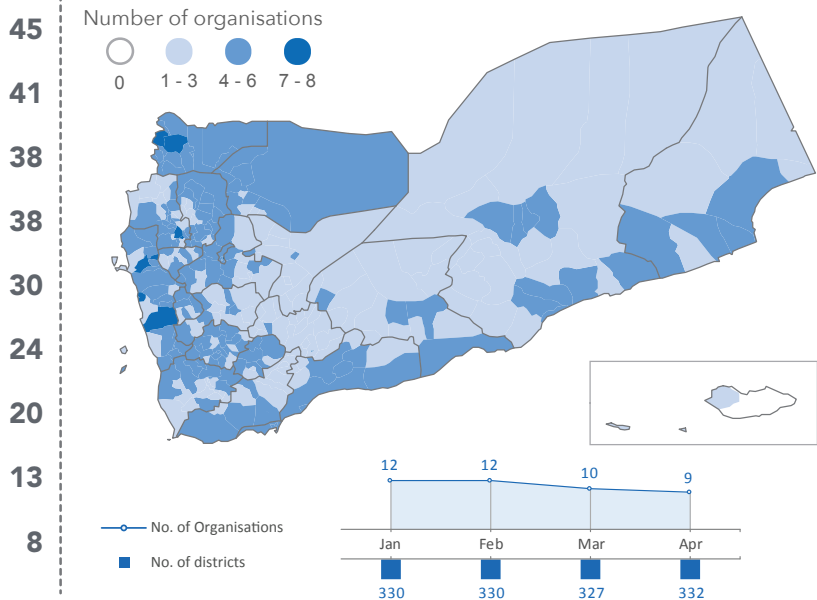 45
41
38
38
30
24
20
13
8
Number of organisations
0 1 - 3 4 - 6 7 - 8
12 12 10 9
No. of Organisations
Jan Feb Mar Apr
No. of districts
330 330 327 332